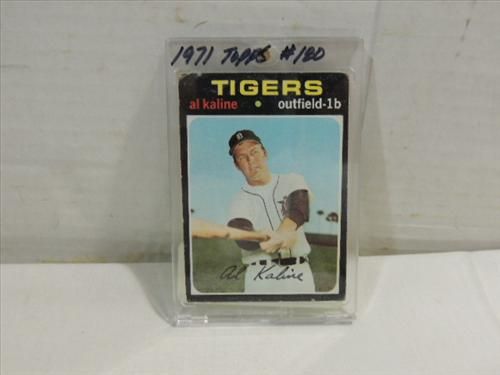 1971 Topps #180
TIGERS
al kaline • outfield-1b
Al Kaline